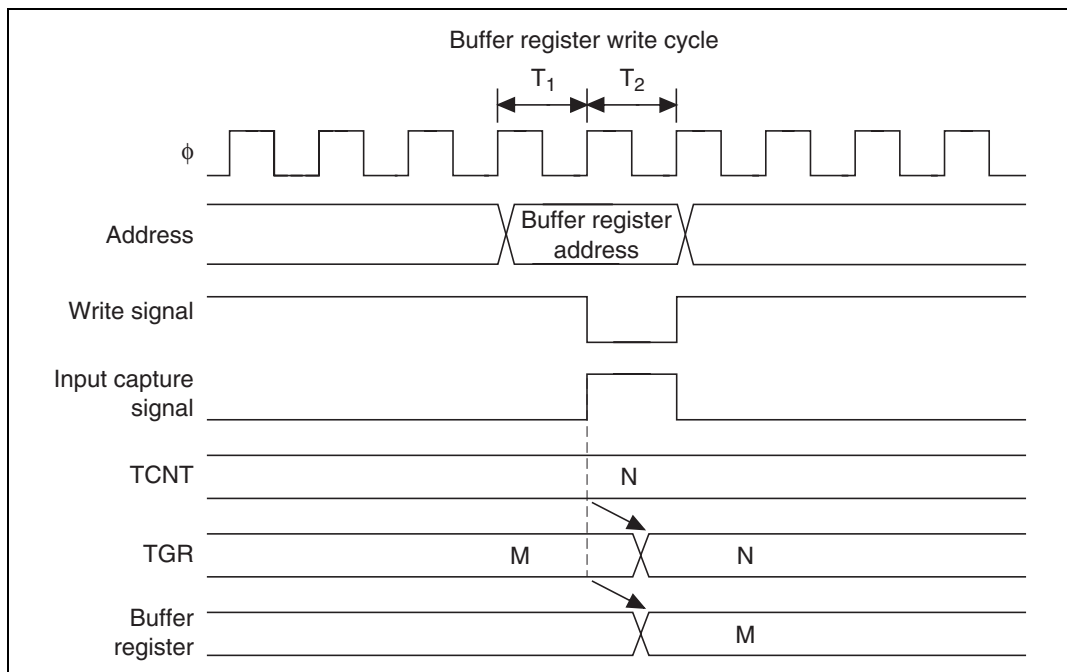 Buffer register write cycle
T1 T2
ϕ
Address
Buffer register
address
Write signal
Input capture
signal
TCNT
N
TGR
M N
Buffer
register
M